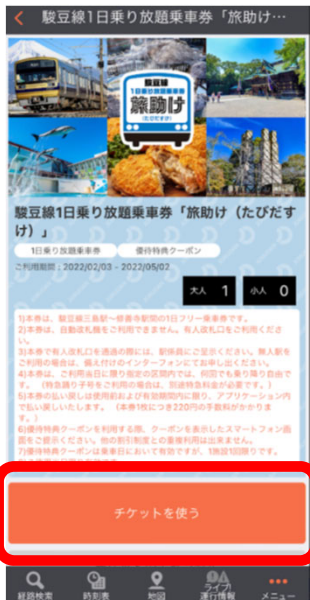 駿豆線1日乗り放題乗車券「旅助け…
駿豆線
1日乗り放題乗車券
旅助け
(たびだすけ)
駿豆線1日乗り放題乗車券「旅助け（たびだす
け）」
1日乗り放題乗車券 優待特典クーポン
ご利用期間：2022/02/03 - 2022/05/02
大人 1 小人 0
1)本券は、駿豆線三島駅〜修善寺駅間の1日フリー乗車券です。
2)本券は、自動改札機をご利用できません。有人改札口をご利用くださ
い。
3)本券で有人改札口を通過の際には、駅係員にご呈示ください。無人駅を
ご利用の場合は、備え付けのインターフォンにてお申し出ください。
4)本券は、ご利用当日に限り指定の区間内では、何回でも乗り降り自由で
す。（特急踊り子号をご利用の場合は、別途特急料金が必要です。）
5)本券の払い戻しは使用前および有効期間内に限り、アプリケーション内
で払い戻しいたします。（本券1枚につき220円の手数料がかかりま
す。）
6)優待特典クーポンを利用する際、クーポンを表示したスマートフォン画
面をご提示ください。他の割引制度との重複利用は出来ません。
7)優待特典クーポンは乗車日において有効ですが、1施設1回限りです。
チケットを使う
経路検索 時刻表 地図 ライブ!
運行情報 メニュー